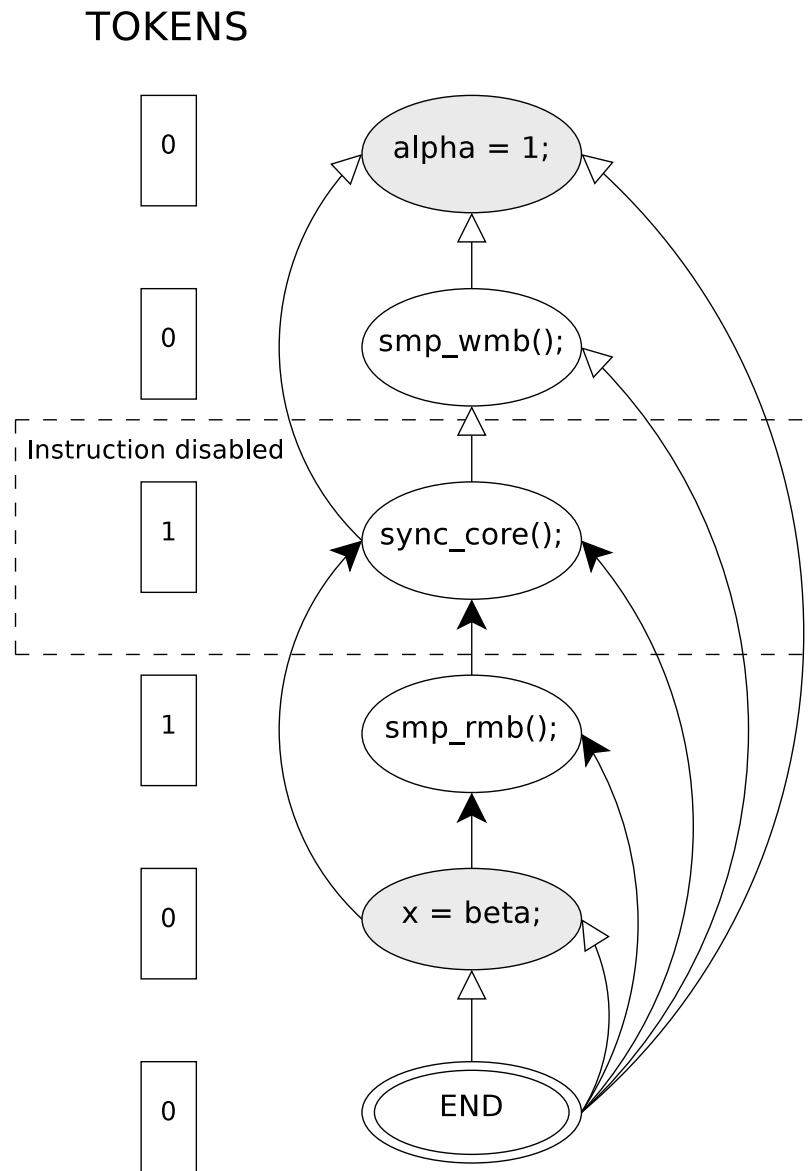 TOKENS
0
alpha = 1;
0
smp_wmb();
Instruction disabled
1
sync_core();
1
smp_rmb();
0
x = beta;
0
END